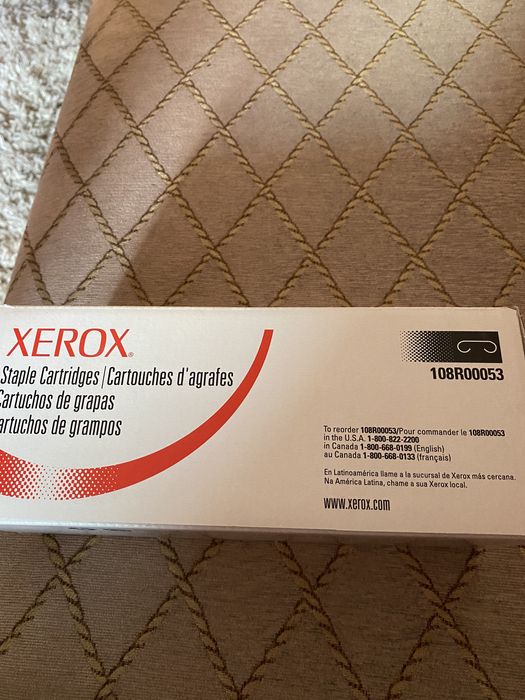 XEROX®
Staple Cartridges | Cartouches d'agrafes
Cartuchos de grapas
artuchos de grampos
108R00053
To reorder 108R00053/Pour commander le 108R00053
in the U.S.A. 1-800-822-2200
in Canada 1-800-668-0199 (English)
au Canada 1-800-668-0133 (français)
En Latinoamérica llame a la sucursal de Xerox más cercana.
Na América Latina, chame a sua Xerox local.
www.xerox.com